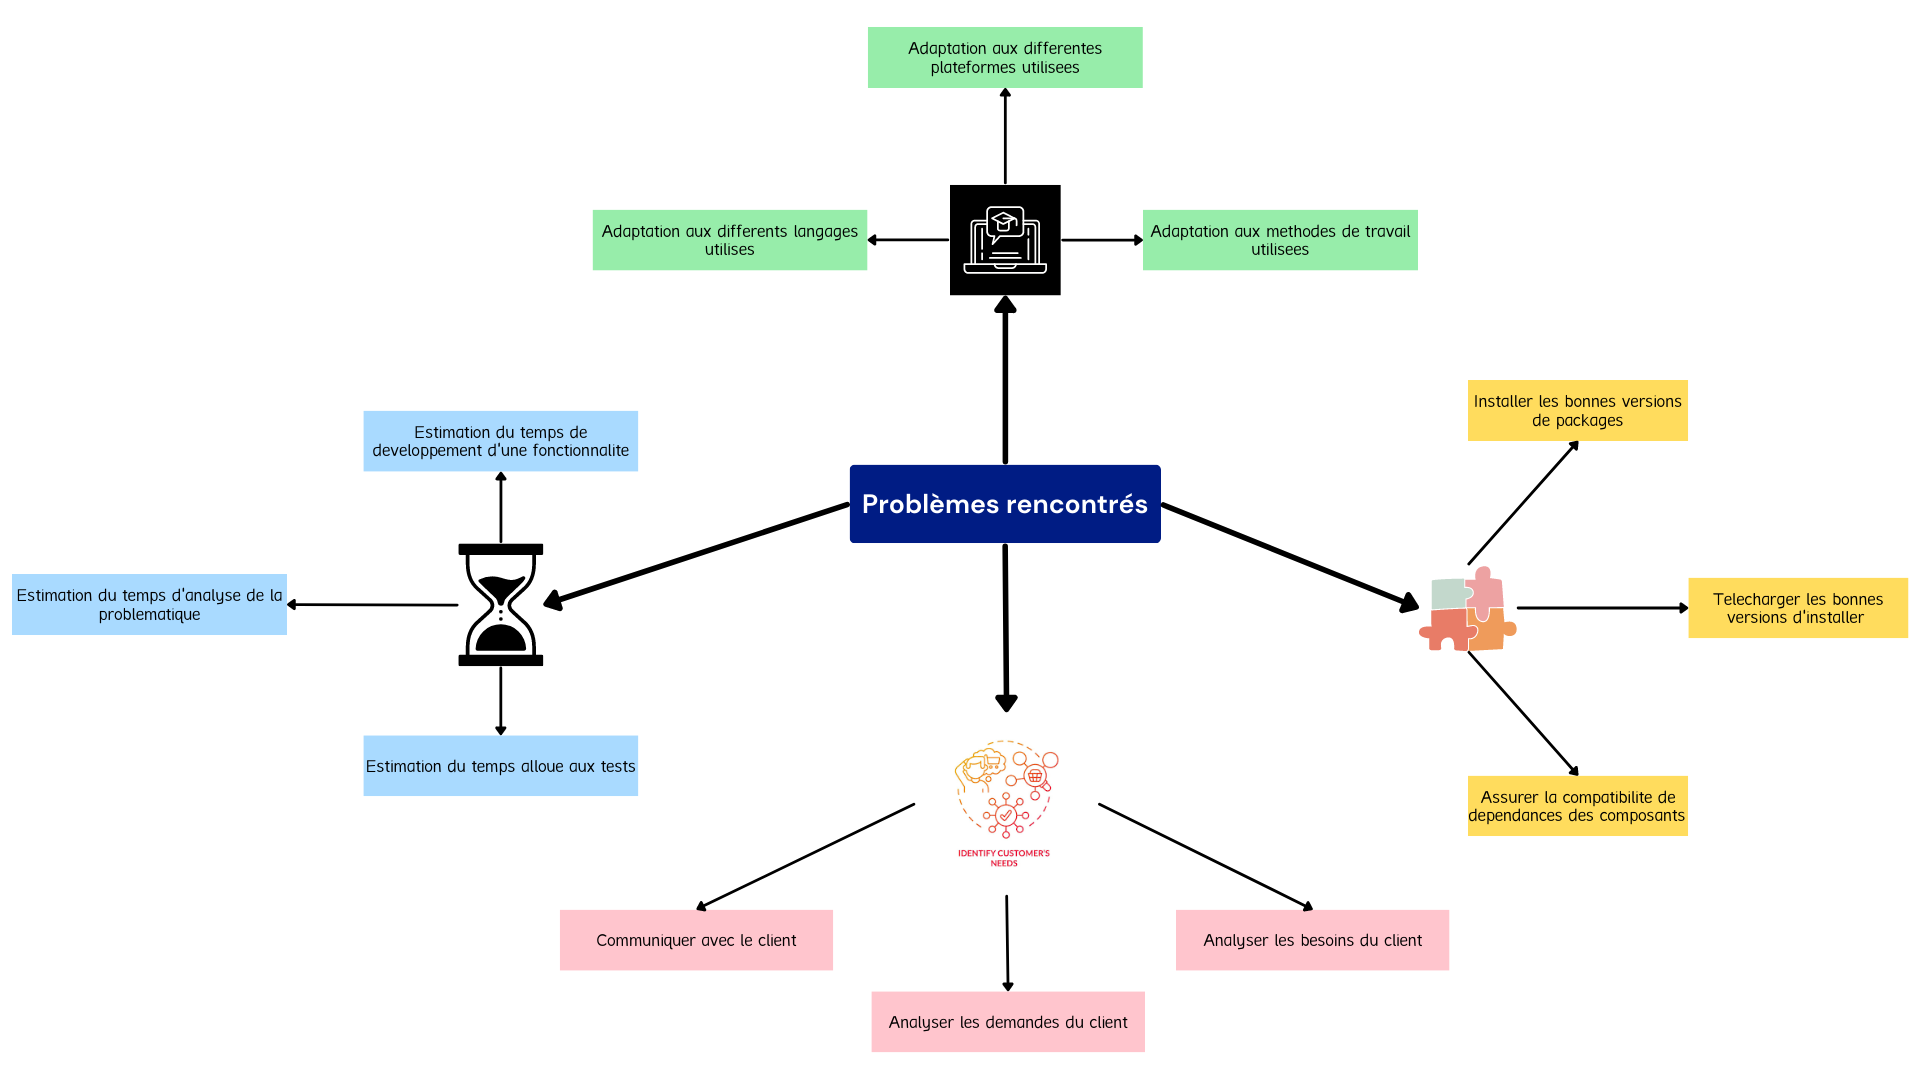 Adaptation aux differentes
plateformes utilisees
Adaptation aux differents langages
utilises
Adaptation aux methodes de travail
utilisees
Installer les bonnes versions
de packages
Estimation du temps de
developpement d'une fonctionnalite
Problèmes rencontrés
Estimation du temps d'analyse de la
problematique
Telecharger les bonnes
versions d'installer
Estimation du temps alloue aux tests
Assurer la compatibilite de
dependances des composants
IDENTIFY CUSTOMER'S
NEEDS
Communiquer avec le client
Analyser les besoins du client
Analyser les demandes du client